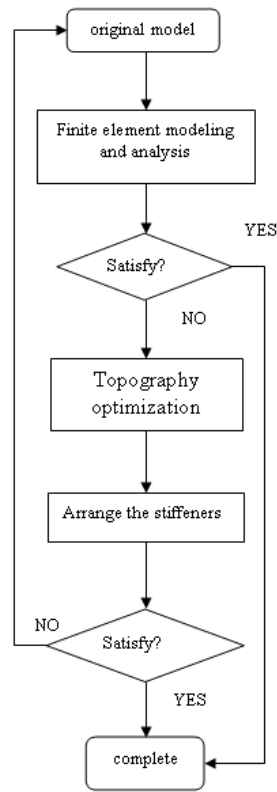 original model
Finite element modeling
and analysis
YES
Satisfy?
NO
Topography
optimization
Arrange the stiffeners
NO
Satisfy?
YES
complete